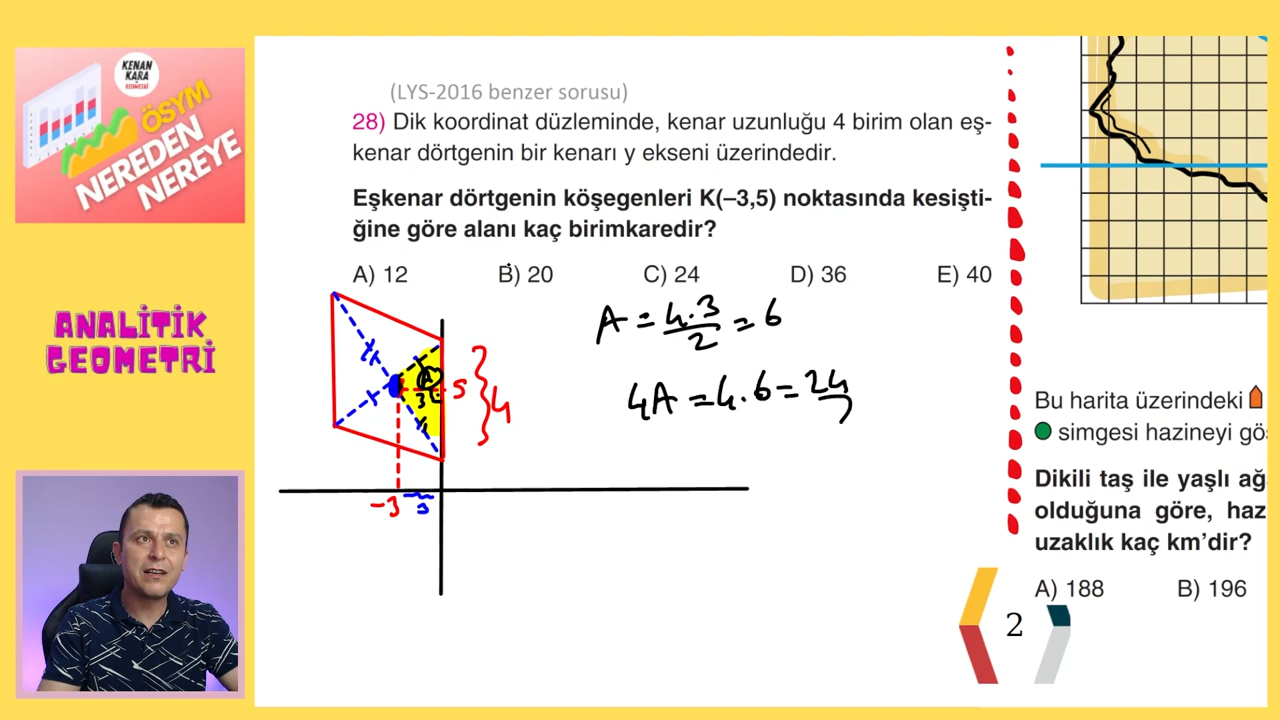 KENAN
KARA
GEOMETRİ
ÖSYM
NEREDEN
NEREYE
ANALİTİK
GEOMETRİ
(LYS-2016 benzer sorusu)
28) Dik koordinat düzleminde, kenar uzunluğu 4 birim olan eş-
kenar dörtgenin bir kenarı y ekseni üzerindedir.
Eşkenar dörtgenin köşegenleri K(–3,5) noktasında kesişti-
ğine göre alanı kaç birimkaredir?
A) 12 B) 20 C) 24 D) 36 E) 40
A = 4.3/2 = 6
4A = 4.6 = 24
A
3
5
4
-3
3
Bu harita üzerindeki
simgesi hazineyi gö
Dikili taş ile yaşlı ağ
olduğuna göre, haz
uzaklık kaç km’dir?
A) 188 B) 196
2